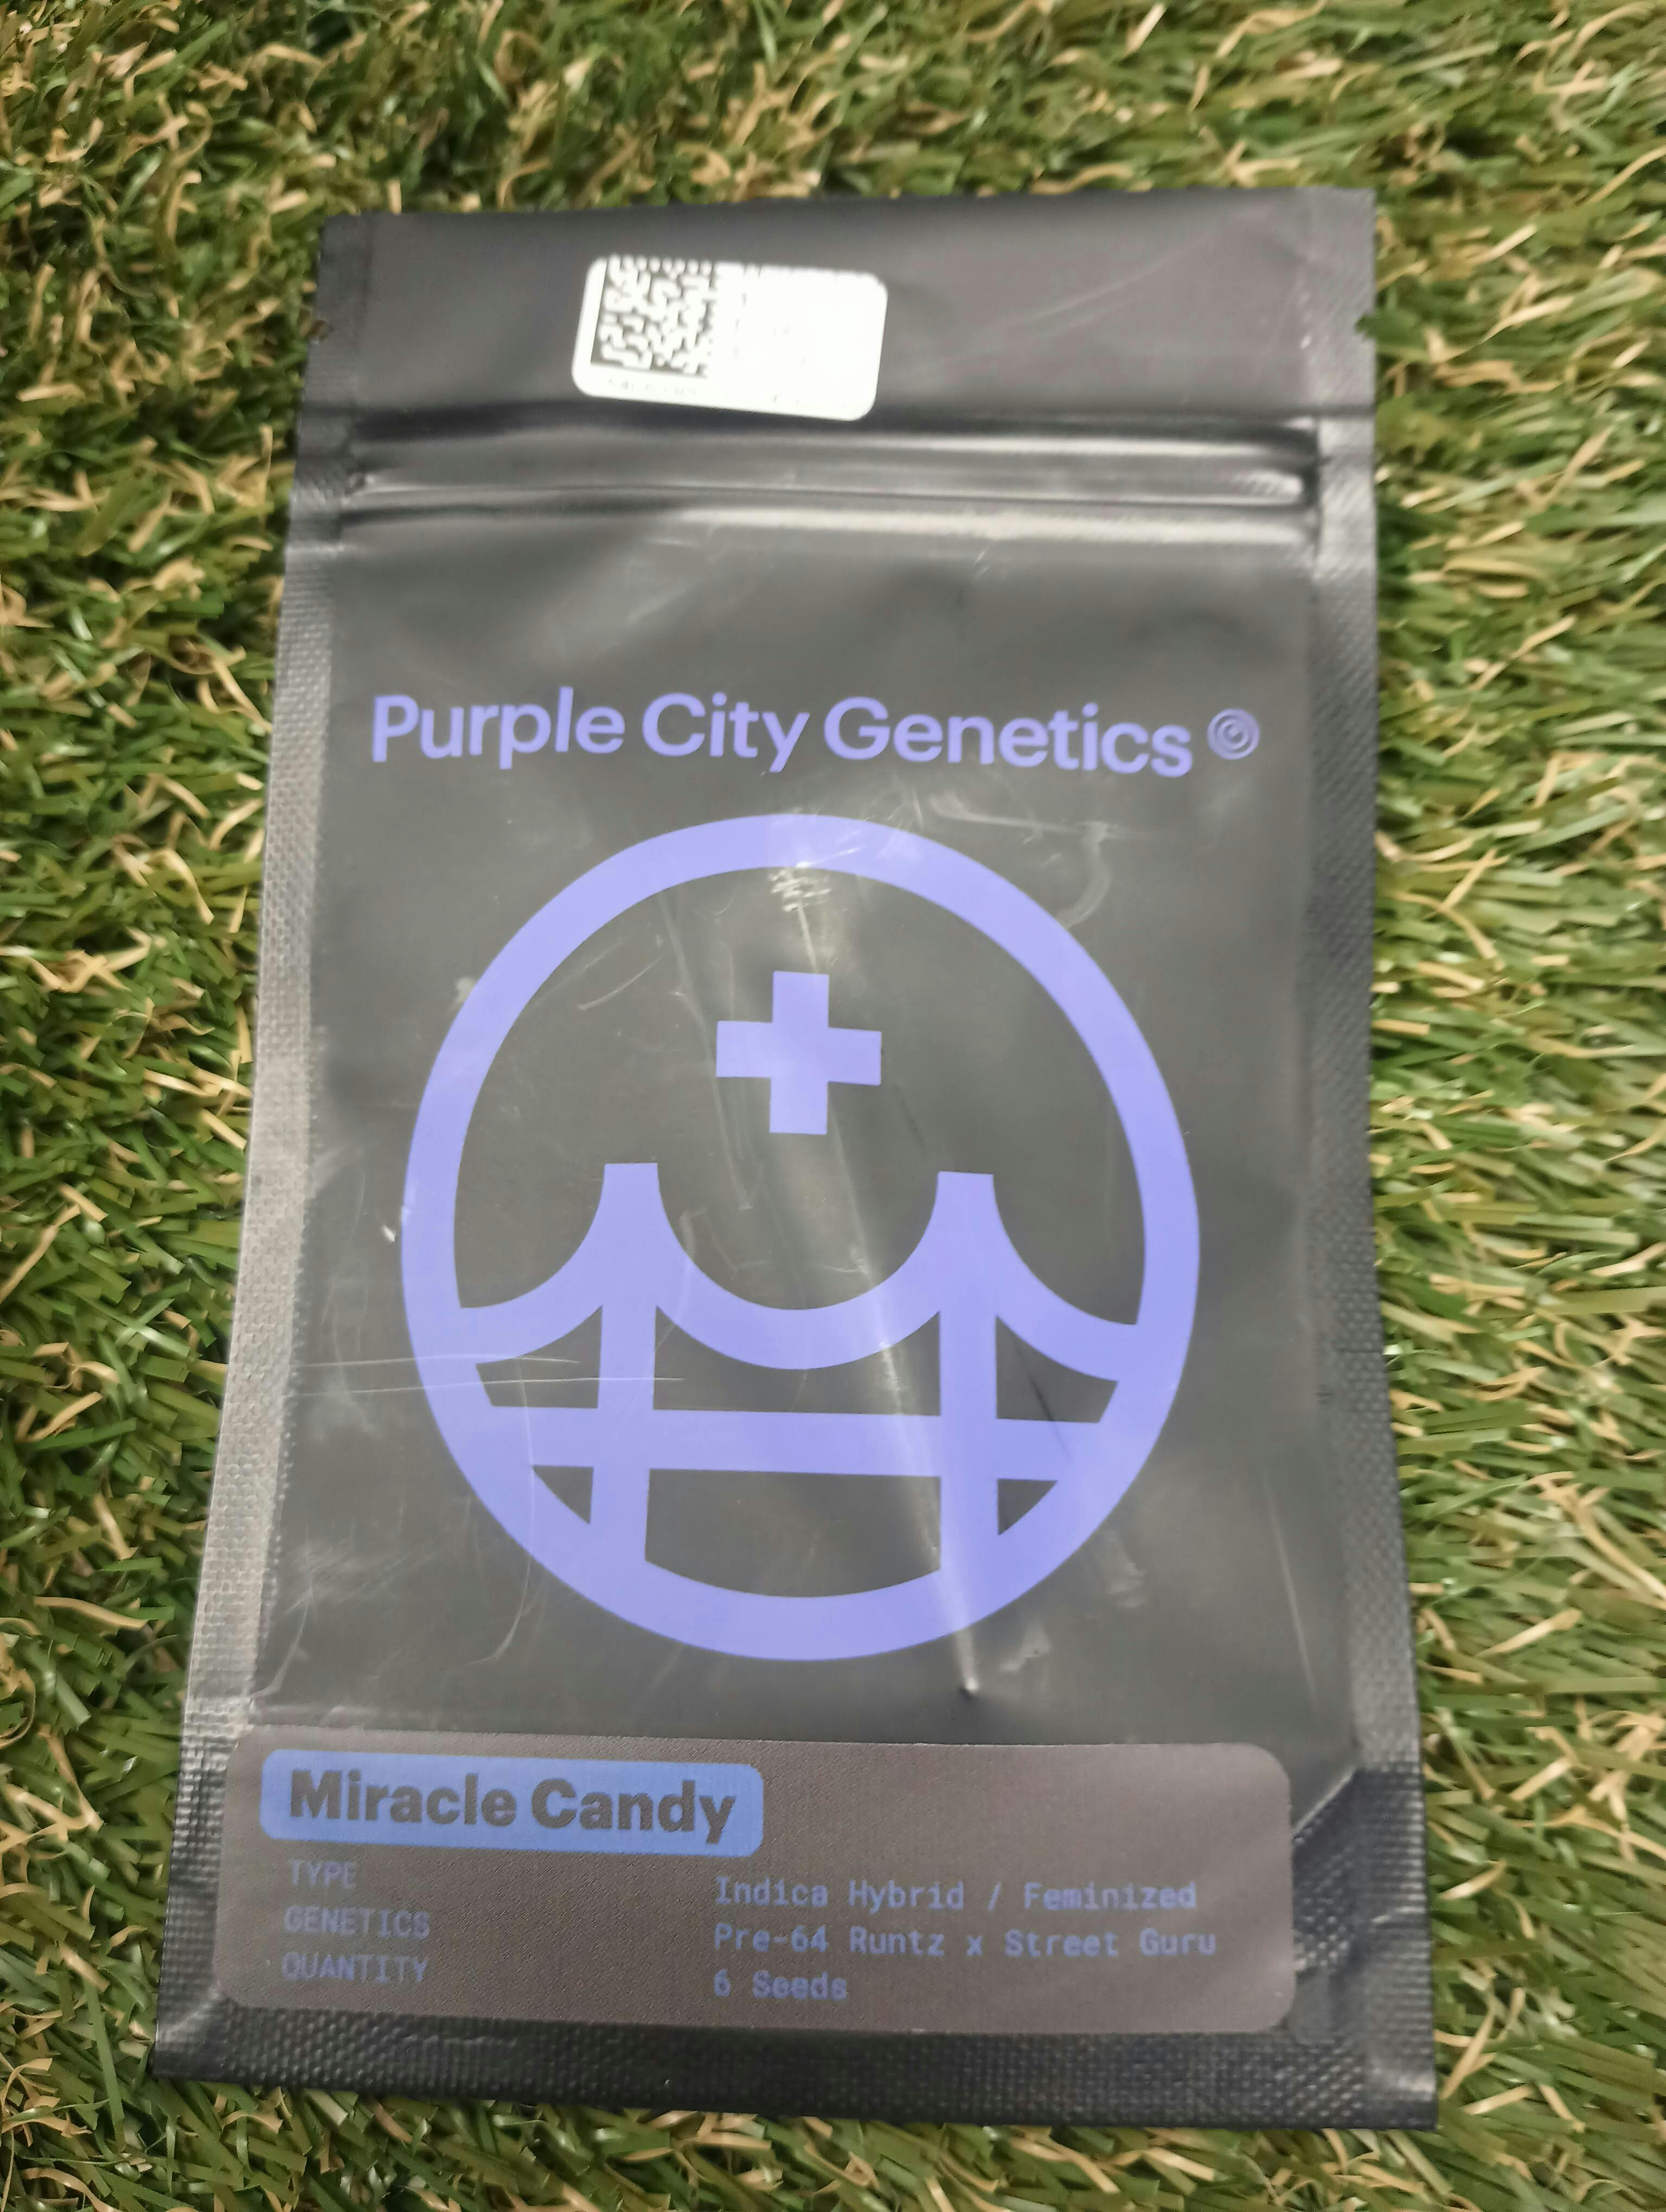 Purple City Genetics
Miracle Candy
TYPE Indica Hybrid / Feminized
GENETICS Pre-64 Runtz x Street Guru
QUANTITY 6 Seeds